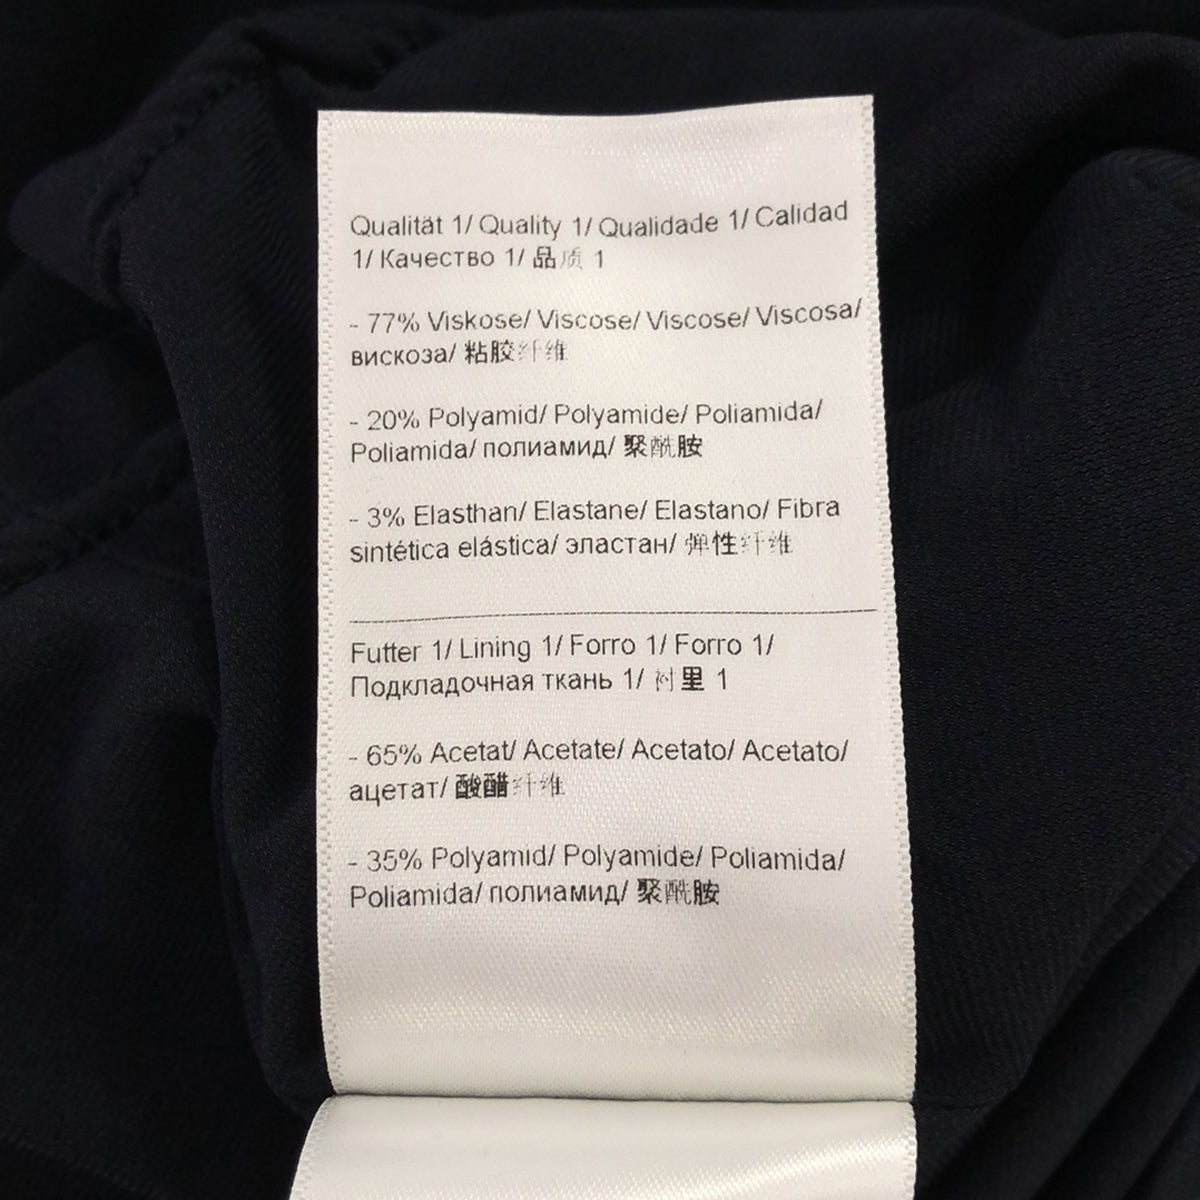 Qualität 1/ Quality 1/ Qualidade 1/ Calidad
1/ Качество 1/ 品质 1
- 77% Viskose/ Viscose/ Viscose/ Viscosa/
вискоза/ 粘胶纤维
- 20% Polyamid/ Polyamide/ Poliamida/
Poliamida/ полиамид/ 聚酰胺
- 3% Elasthan/ Elastane/ Elastano/ Fibra
sintética elástica/ эластан/ 弹性纤维
Futter 1/ Lining 1/ Forro 1/ Forro 1/
Подкладочная ткань 1/ 衬里 1
- 65% Acetat/ Acetate/ Acetato/ Acetato/
ацетат/ 酸醋纤维
- 35% Polyamid/ Polyamide/ Poliamida/
Poliamida/ полиамид/ 聚酰胺